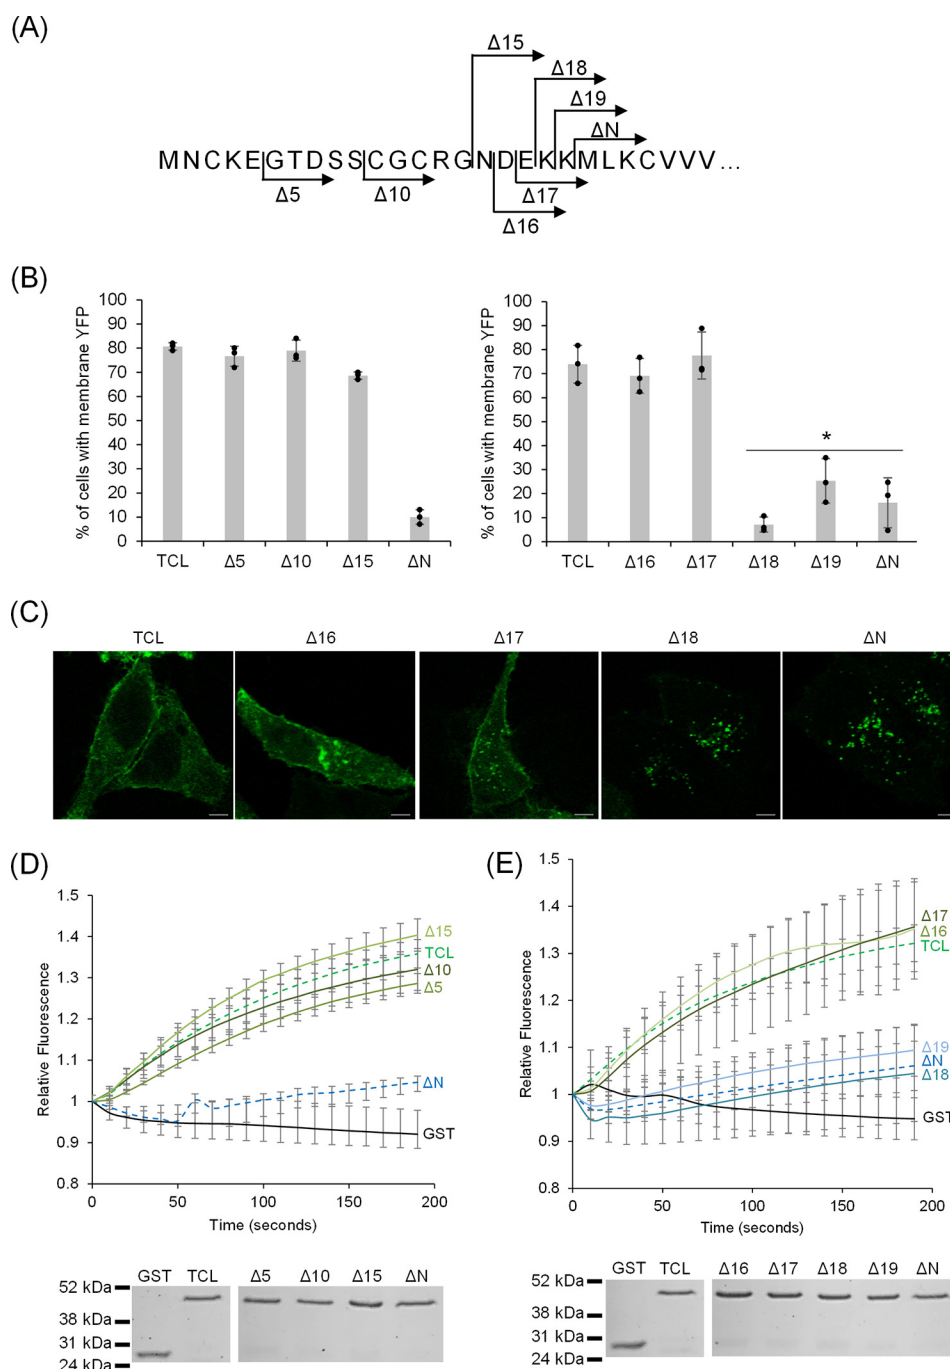 (A)
Δ15
Δ18
Δ19
ΔN
MNCKEGTDSSCGCRGNDEKKMLKCVVV...
Δ5
Δ10
Δ17
Δ16
(B)
% of cells with membrane YFP
100
90
80
70
60
50
40
30
20
10
0
TCL Δ5 Δ10 Δ15 ΔN
% of cells with membrane YFP
100
90
80
70
60
50
40
30
20
10
0
*
TCL Δ16 Δ17 Δ18 Δ19 ΔN
(C)
TCL Δ16 Δ17 Δ18 ΔN
(D)
Relative Fluorescence
1.5
1.4
1.3
1.2
1.1
1
0.9
0.8
Δ15
TCL
Δ10
Δ5
ΔN
GST
0 50 100 150 200
Time (seconds)
52 kDa
38 kDa
31 kDa
24 kDa
GST TCL Δ5 Δ10 Δ15 ΔN
(E)
Relative Fluorescence
1.5
1.4
1.3
1.2
1.1
1
0.9
0.8
Δ17
Δ16
TCL
Δ19
ΔN
Δ18
GST
0 50 100 150 200
Time (seconds)
52 kDa
38 kDa
31 kDa
24 kDa
GST TCL Δ16 Δ17 Δ18 Δ19 ΔN